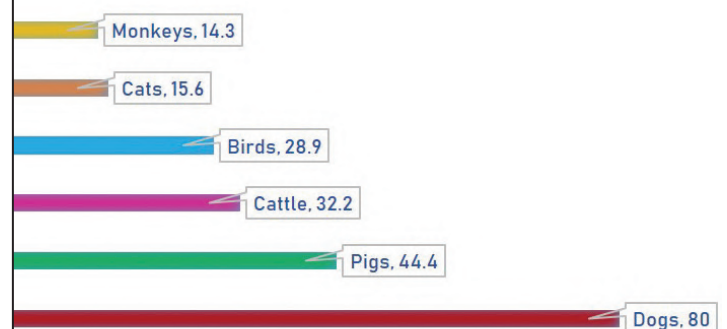 Monkeys, 14.3
Cats, 15.6
Birds, 28.9
Cattle, 32.2
Pigs, 44.4
Dogs, 80